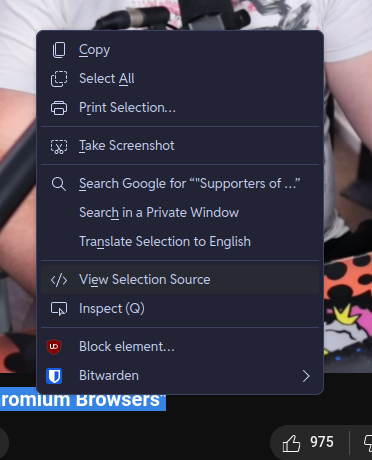 Copy
Select All
Print Selection...
Take Screenshot
Search Google for “"Supporters of ...”
Search in a Private Window
Translate Selection to English
View Selection Source
Inspect (Q)
Block element...
Bitwarden
romium Browsers"
975